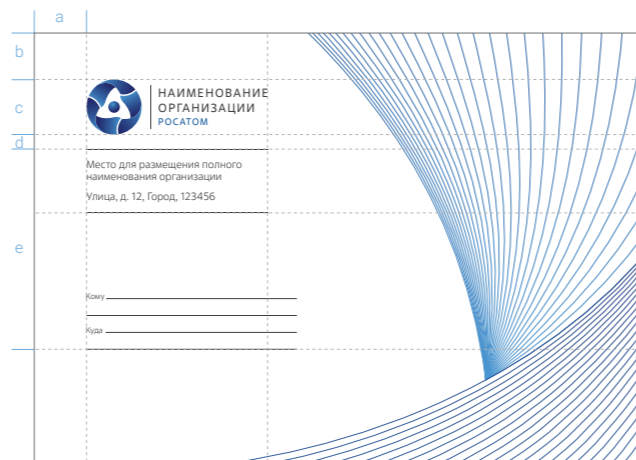 a
b
c
НАИМЕНОВАНИЕ
ОРГАНИЗАЦИИ
РОСАТОМ
d
Место для размещения полного
наименования организации
Улица, д. 12, Город, 123456
e
Кому
Куда